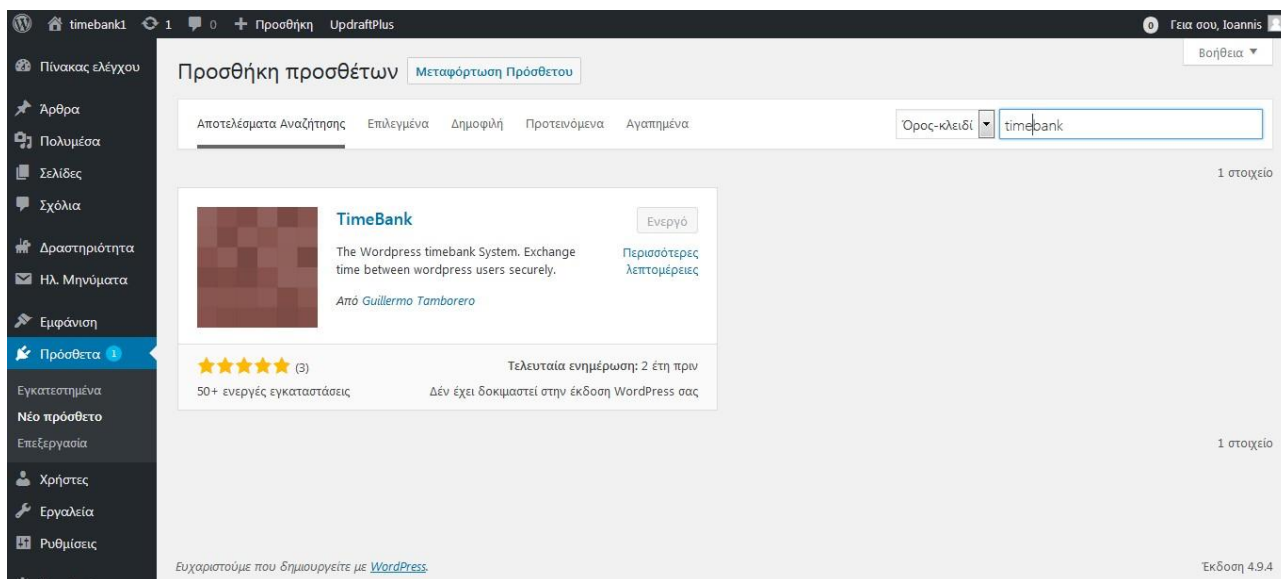 timebank1 1 0 + Προσθήκη UpdraftPlus 0 Γεια σου, Ioannis
Βοήθεια ▼
Πίνακας ελέγχου
Άρθρα
Πολυμέσα
Σελίδες
Σχόλια
Δραστηριότητα
Ηλ. Μηνύματα
Εμφάνιση
Πρόσθετα 1
Εγκατεστημένα
Νέο πρόσθετο
Επεξεργασία
Χρήστες
Εργαλεία
Ρυθμίσεις
Προσθήκη προσθέτων Μεταφόρτωση Πρόσθετου
Αποτελέσματα Αναζήτησης Επιλεγμένα Δημοφιλή Προτεινόμενα Αγαπημένα Όρος-κλειδί timebank
1 στοιχείο
TimeBank Ενεργό
The Wordpress timebank System. Exchange Περισσότερες
time between wordpress users securely. λεπτομέρειες
Από Guillermo Tamborero
(3) Τελευταία ενημέρωση: 2 έτη πριν
50+ ενεργές εγκαταστάσεις Δέν έχει δοκιμαστεί στην έκδοση WordPress σας
1 στοιχείο
Ευχαριστούμε που δημιουργείτε με WordPress. Έκδοση 4.9.4